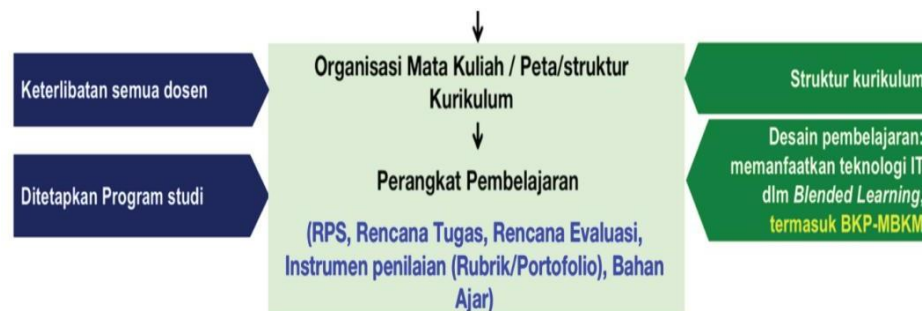 Organisasi Mata Kuliah / Peta/struktur
Kurikulum
Keterlibatan semua dosen
Struktur kurikulum
Perangkat Pembelajaran
Ditetapkan Program studi
Desain pembelajaran:
memanfaatkan teknologi IT
dlm Blended Learning,
termasuk BKP-MBKM
(RPS, Rencana Tugas, Rencana Evaluasi,
Instrumen penilaian (Rubrik/Portofolio), Bahan
Ajar)